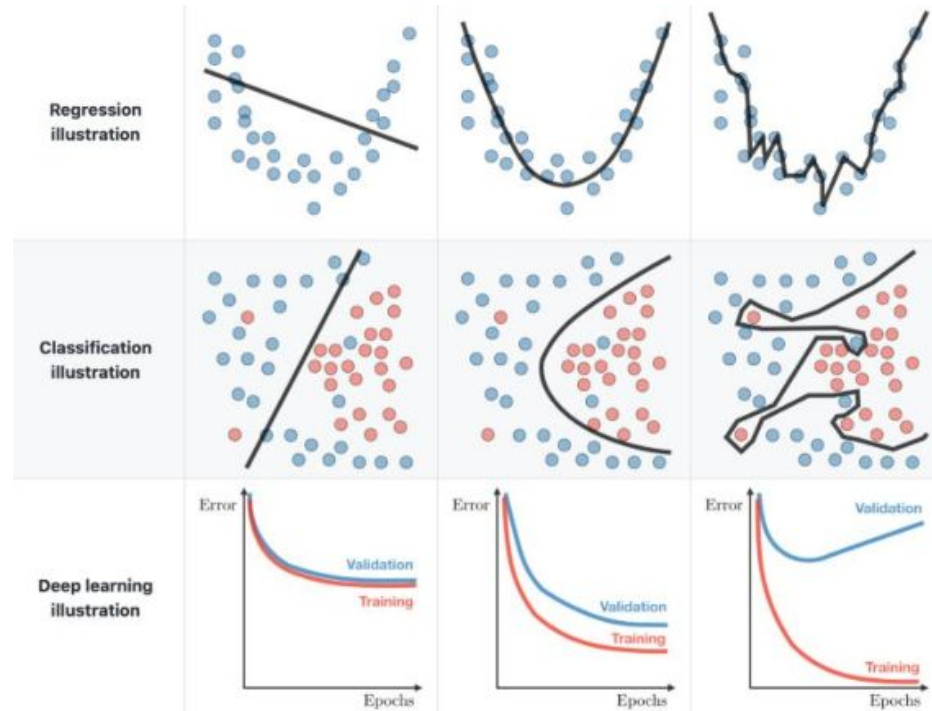 Regression
illustration
Classification
illustration
Deep learning
illustration
Error
Validation
Training
Epochs
Error
Validation
Training
Epochs
Error
Validation
Training
Epochs